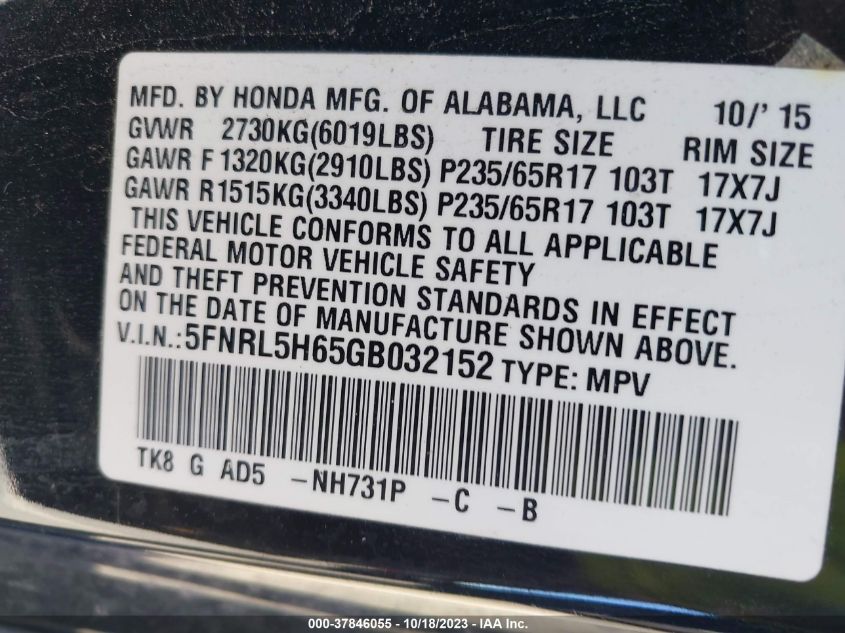 MFD. BY HONDA MFG. OF ALABAMA, LLC 10/' 15
GVWR 2730KG(6019LBS) TIRE SIZE RIM SIZE
GAWR F 1320KG(2910LBS) P235/65R17 103T 17X7J
GAWR R1515KG(3340LBS) P235/65R17 103T 17X7J
THIS VEHICLE CONFORMS TO ALL APPLICABLE
FEDERAL MOTOR VEHICLE SAFETY
AND THEFT PREVENTION STANDARDS IN EFFECT
ON THE DATE OF MANUFACTURE SHOWN ABOVE.
V.I.N.:5FNRL5H65GB032152 TYPE: MPV
TK8 G AD5 -NH731P -C -B
000-37846055 - 10/18/2023 - IAA Inc.